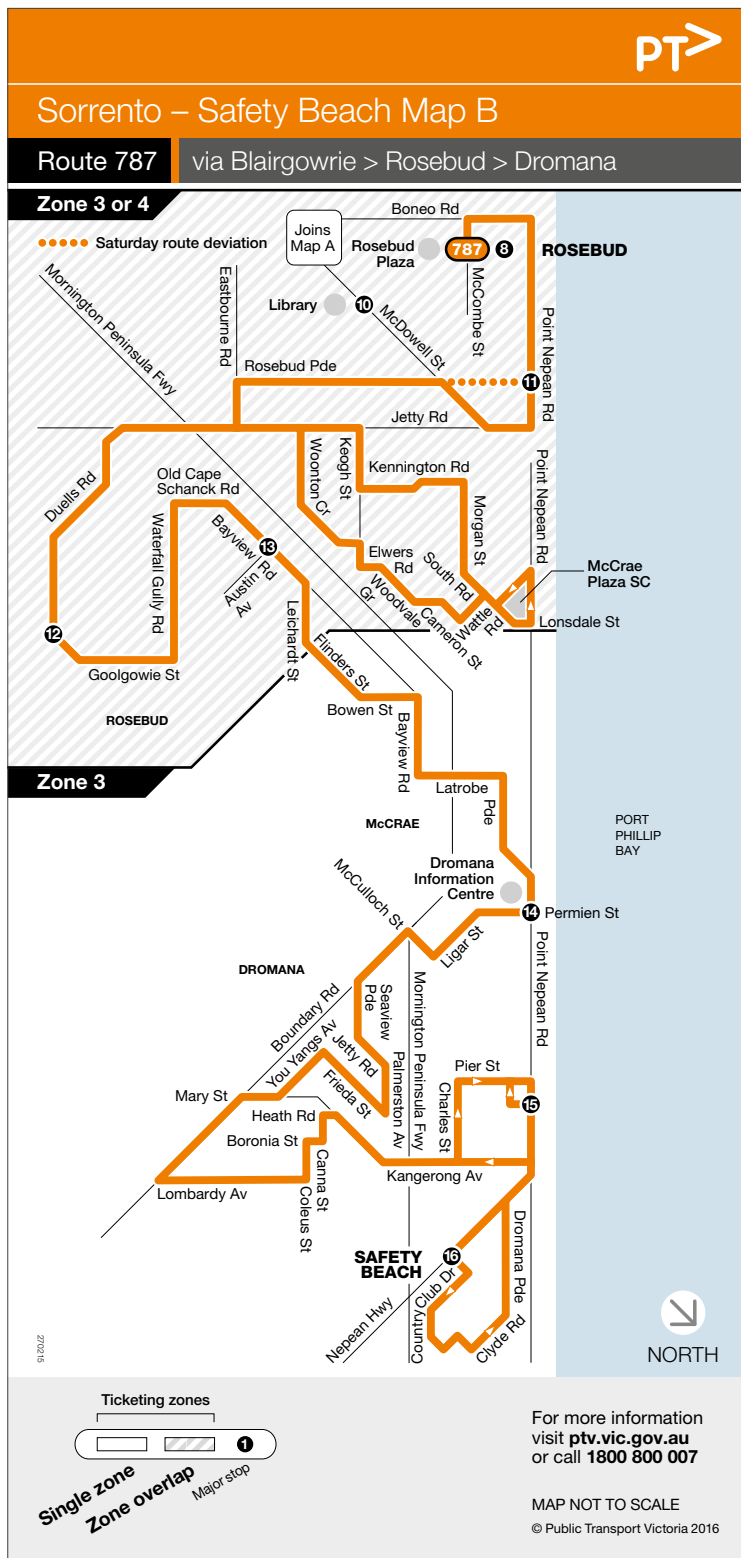 PT>
Sorrento – Safety Beach Map B
Route 787
via Blairgowrie > Rosebud > Dromana
Zone 3 or 4
Saturday route deviation
Joins
Map A
Boneo Rd
Rosebud
Plaza
787
8
ROSEBUD
McCombe St
Point Nepean Rd
Mornington Peninsula Fwy
Eastbourne Rd
Library
10
McDowell St
Rosebud Pde
11
Jetty Rd
Duells Rd
Old Cape
Schanck Rd
Woonton Cr
Keogh St
Kennington Rd
Morgan St
Point Nepean Rd
Waterfall Gully Rd
Bayview Rd
13
Austin
Av
Elwers
Rd
Woodvale
Gr
Cameron St
South Rd
Wattle
Rd
McCrae
Plaza SC
Lonsdale St
12
Goolgowie St
Leichardt St
Flinders St
ROSEBUD
Bowen St
Bayview Rd
Zone 3
Latrobe
Pde
McCRAE
PORT
PHILLIP
BAY
Dromana
Information
Centre
McCulloch St
14
Permien St
Ligar St
Point Nepean Rd
DROMANA
Boundary Rd
Seaview
Pde
Mornington Peninsula Fwy
You Yangs Av
Jetty Rd
Palmerston Av
Pier St
Mary St
Frieda St
Charles St
15
Heath Rd
Boronia St
Canna St
Kangerong Av
Lombardy Av
Coleus St
Dromana Pde
SAFETY
BEACH
16
Club Dr
Country
Nepean Hwy
Clyde Rd
NORTH
270215
Ticketing zones
1
Single zone
Zone overlap
Major stop
For more information
visit ptv.vic.gov.au
or call 1800 800 007
MAP NOT TO SCALE
© Public Transport Victoria 2016